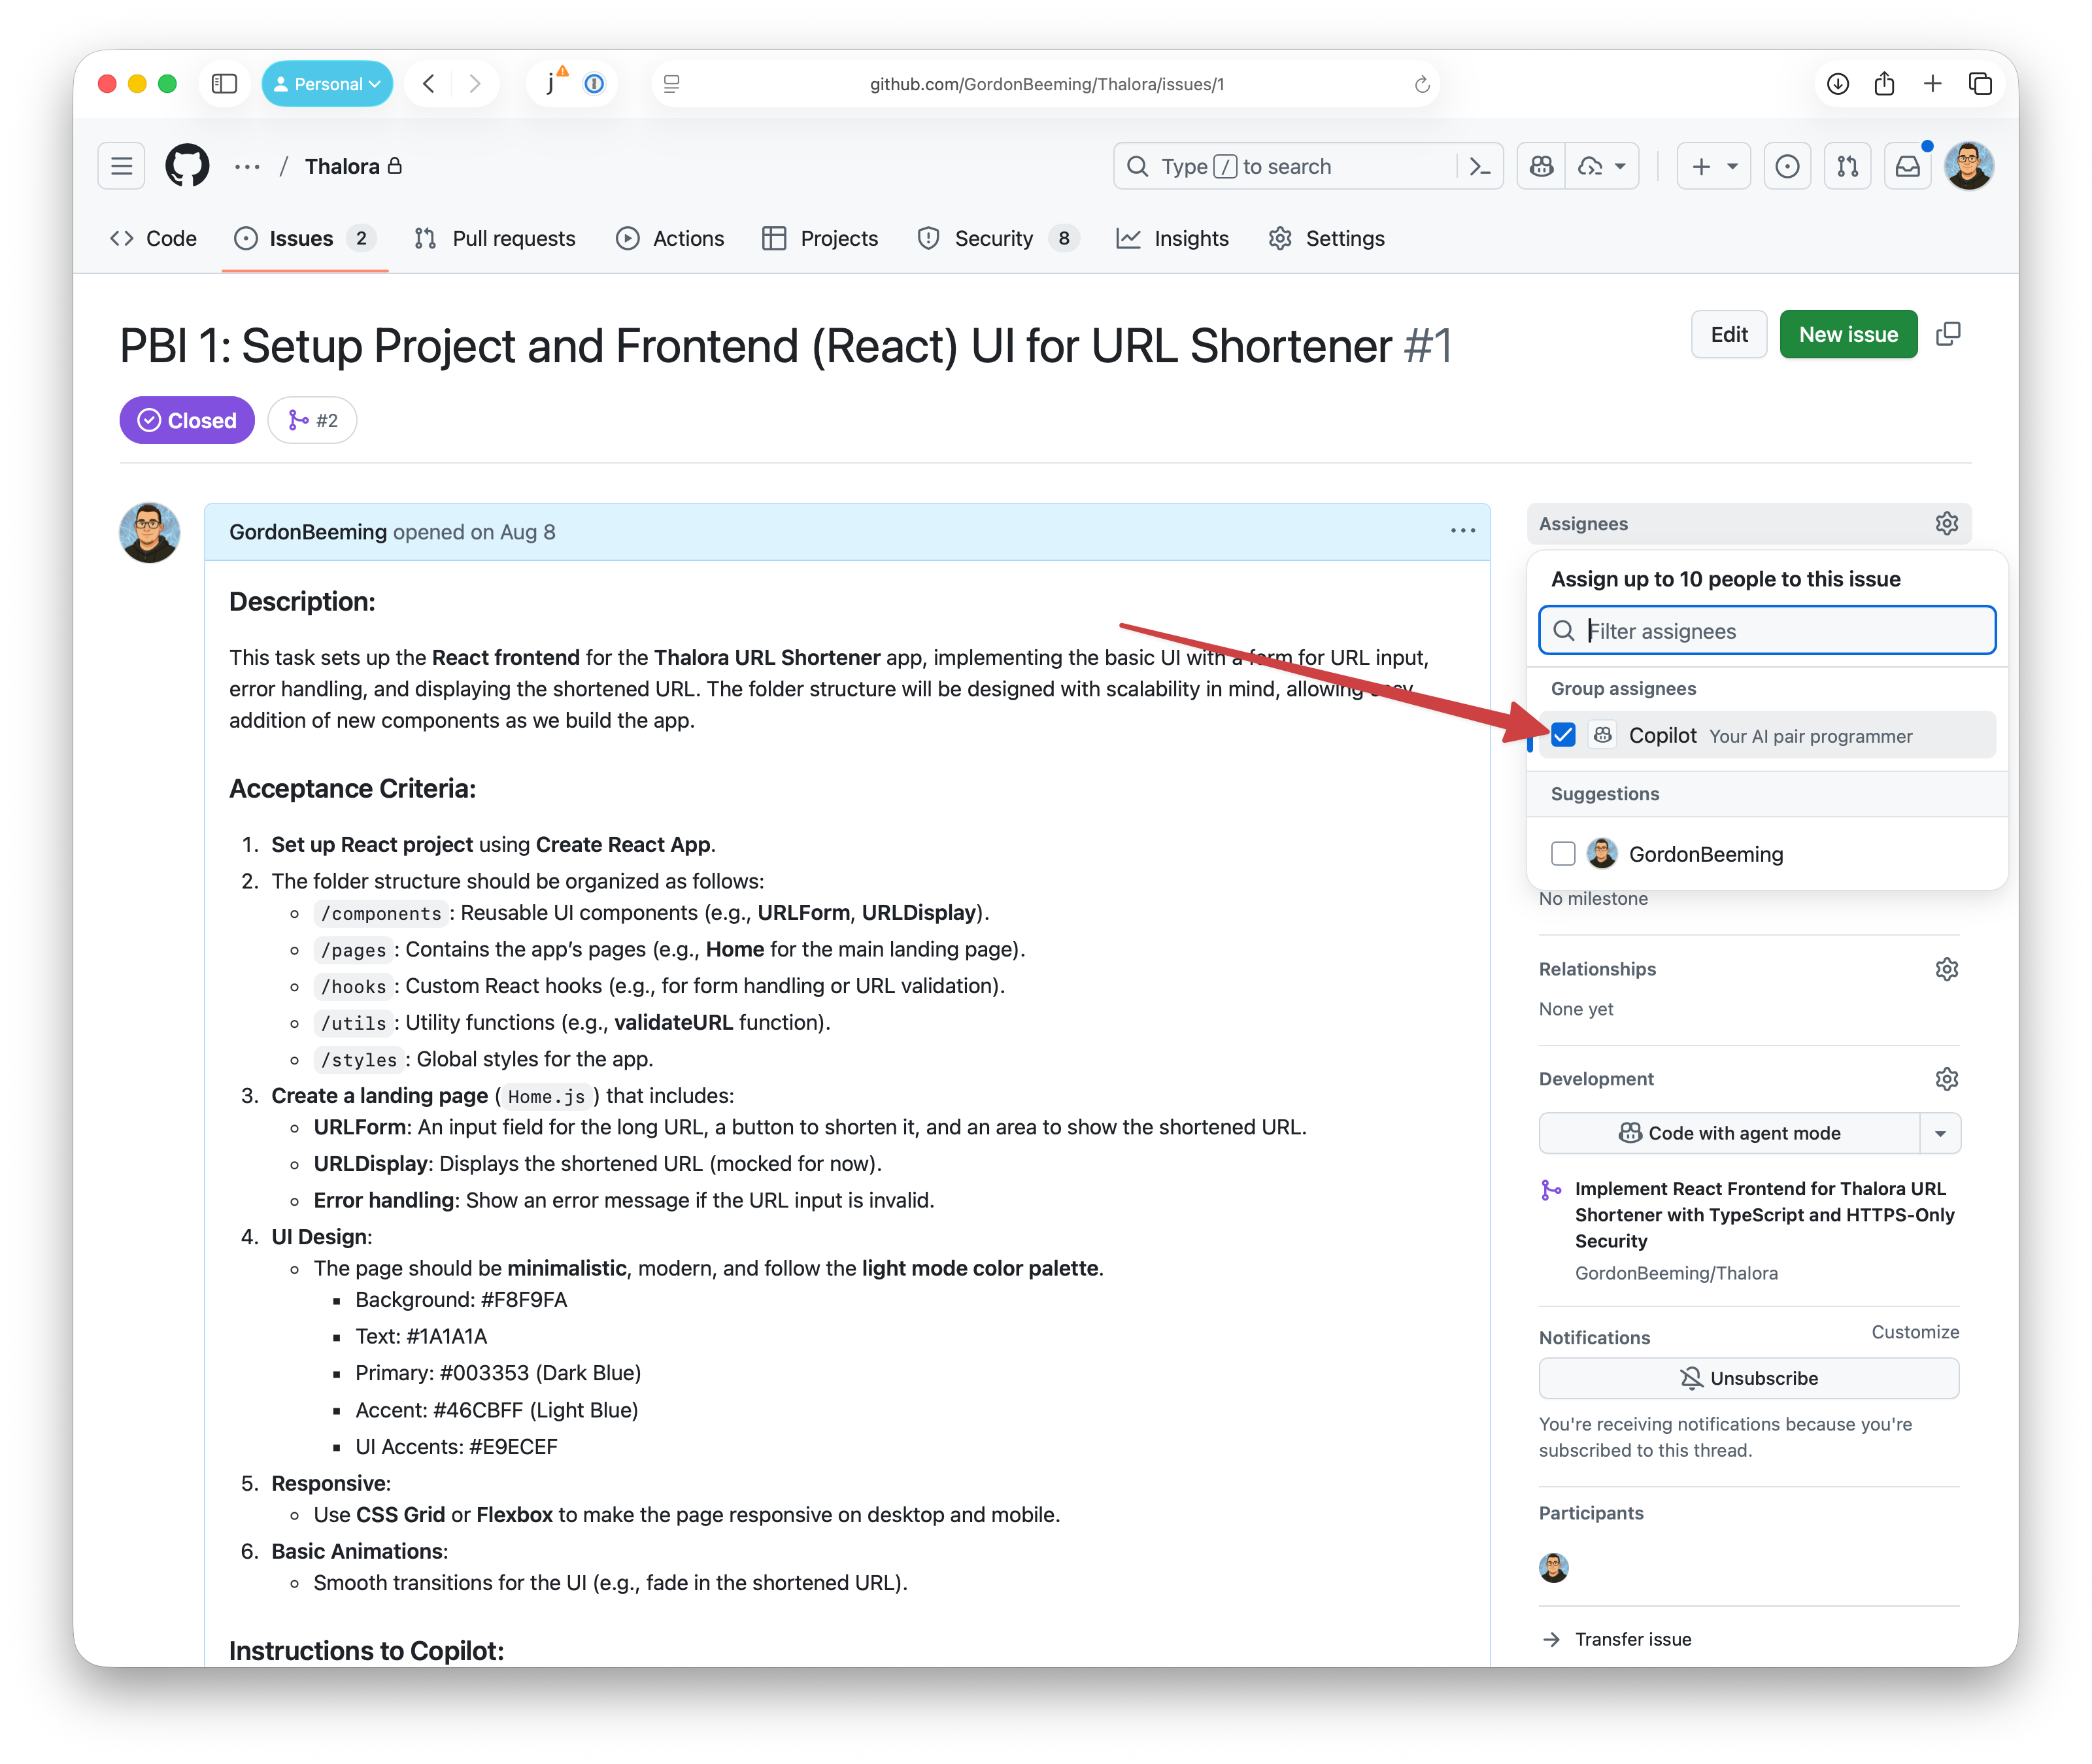 Personal
github.com/GordonBeeming/Thalora/issues/1
... / Thalora
Type / to search
Code
Issues 2
Pull requests
Actions
Projects
Security 8
Insights
Settings
PBI 1: Setup Project and Frontend (React) UI for URL Shortener #1
Edit
New issue
Closed
#2
GordonBeeming opened on Aug 8
Description:
This task sets up the React frontend for the Thalora URL Shortener app, implementing the basic UI with a form for URL input,
error handling, and displaying the shortened URL. The folder structure will be designed with scalability in mind, allowing easy
addition of new components as we build the app.
Acceptance Criteria:
1. Set up React project using Create React App.
2. The folder structure should be organized as follows:
/components : Reusable UI components (e.g., URLForm, URLDisplay).
/pages : Contains the app’s pages (e.g., Home for the main landing page).
/hooks : Custom React hooks (e.g., for form handling or URL validation).
/utils : Utility functions (e.g., validateURL function).
/styles : Global styles for the app.
3. Create a landing page ( Home.js ) that includes:
URLForm: An input field for the long URL, a button to shorten it, and an area to show the shortened URL.
URLDisplay: Displays the shortened URL (mocked for now).
Error handling: Show an error message if the URL input is invalid.
4. UI Design:
The page should be minimalistic, modern, and follow the light mode color palette.
Background: #F8F9FA
Text: #1A1A1A
Primary: #003353 (Dark Blue)
Accent: #46CBFF (Light Blue)
UI Accents: #E9ECEF
5. Responsive:
Use CSS Grid or Flexbox to make the page responsive on desktop and mobile.
6. Basic Animations:
Smooth transitions for the UI (e.g., fade in the shortened URL).
Instructions to Copilot:
Assignees
Assign up to 10 people to this issue
Filter assignees
Group assignees
Copilot Your AI pair programmer
Suggestions
GordonBeeming
No milestone
Relationships
None yet
Development
Code with agent mode
Implement React Frontend for Thalora URL
Shortener with TypeScript and HTTPS-Only
Security
GordonBeeming/Thalora
Notifications
Customize
Unsubscribe
You're receiving notifications because you're
subscribed to this thread.
Participants
Transfer issue